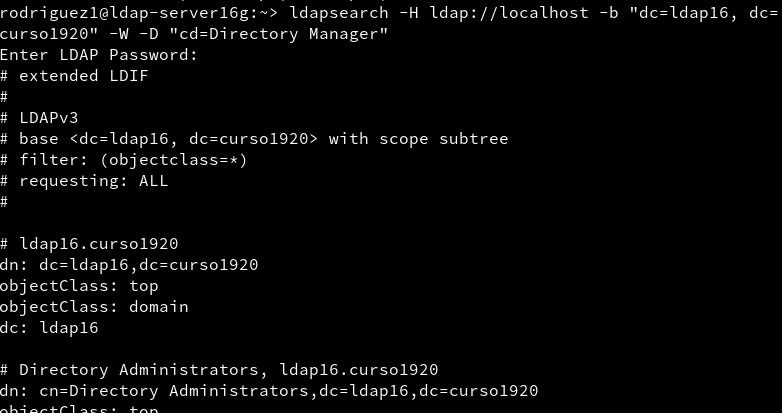 rodriguez1@ldap-server16g:~> ldapsearch -H ldap://localhost -b "dc=ldap16, dc=
curso1920" -W -D "cd=Directory Manager"
Enter LDAP Password:
# extended LDIF
#
# LDAPv3
# base <dc=ldap16, dc=curso1920> with scope subtree
# filter: (objectclass=*)
# requesting: ALL
#
# ldap16.curso1920
dn: dc=ldap16,dc=curso1920
objectClass: top
objectClass: domain
dc: ldap16
# Directory Administrators, ldap16.curso1920
dn: cn=Directory Administrators,dc=ldap16,dc=curso1920
objectClass: top